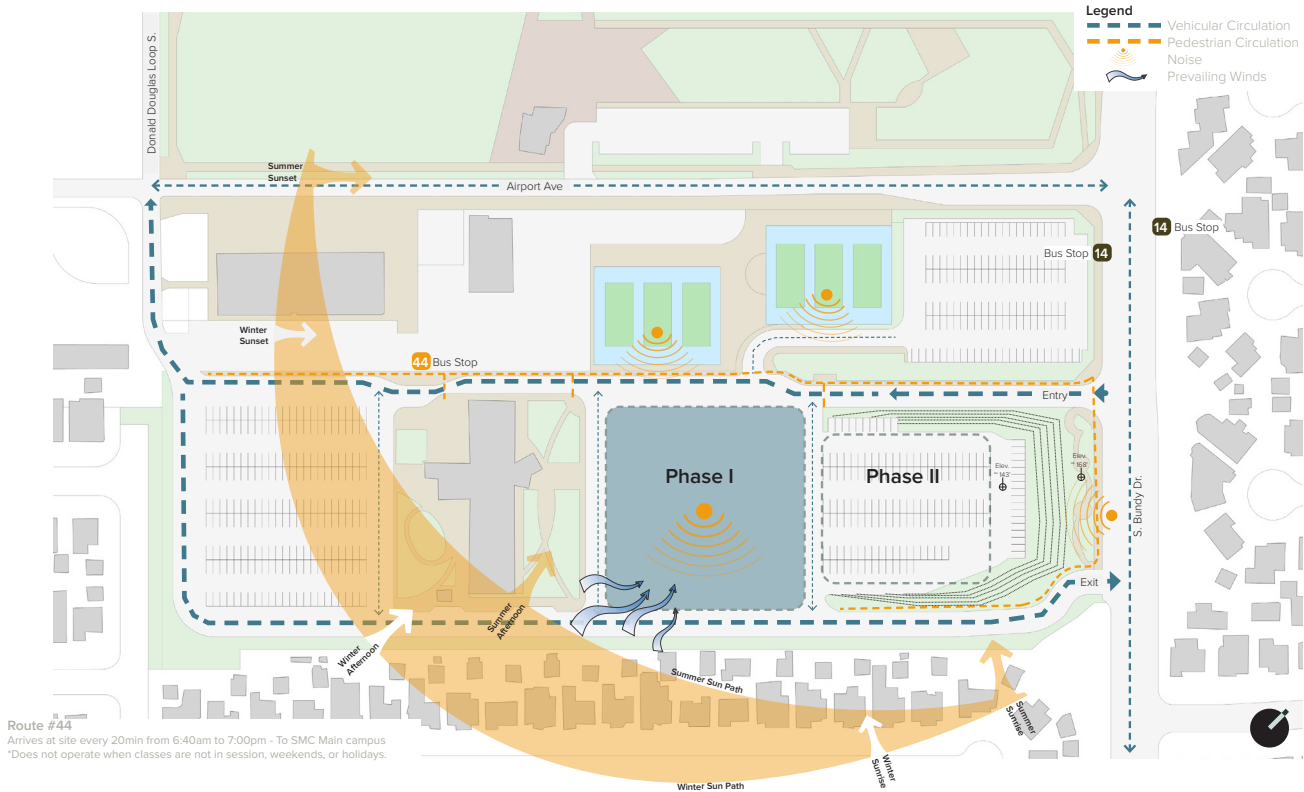 Legend
Vehicular Circulation
Pedestrian Circulation
Noise
Prevailing Winds
Donald Douglas Loop S.
Summer
Sunset
Airport Ave
14 Bus Stop
Bus Stop 14
Winter
Sunset
44 Bus Stop
Entry
Phase I
Phase II
Elev.
~ 143'
Elev.
~ 168'
S. Bundy Dr.
Exit
Summer
Afternoon
Winter
Afternoon
Summer Sun Path
Summer
Sunrise
Winter
Sunrise
Winter Sun Path
Route #44
Arrives at site every 20min from 6:40am to 7:00pm - To SMC Main campus
*Does not operate when classes are not in session, weekends, or holidays.